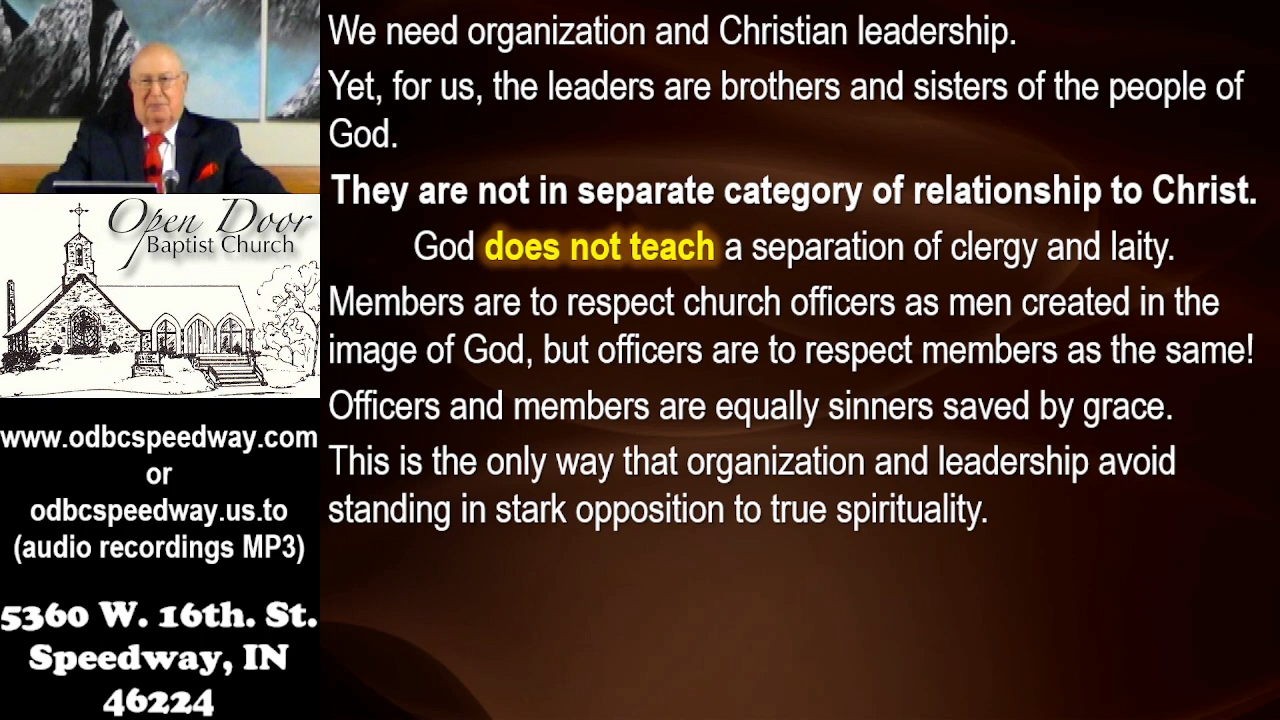 Open Door
Baptist Church
www.odbcspeedway.com
or
odbcspeedway.us.to
(audio recordings MP3)
5360 W. 16th. St.
Speedway, IN
46224
We need organization and Christian leadership.
Yet, for us, the leaders are brothers and sisters of the people of
God.
They are not in separate category of relationship to Christ.
God does not teach a separation of clergy and laity.
Members are to respect church officers as men created in the
image of God, but officers are to respect members as the same!
Officers and members are equally sinners saved by grace.
This is the only way that organization and leadership avoid
standing in stark opposition to true spirituality.